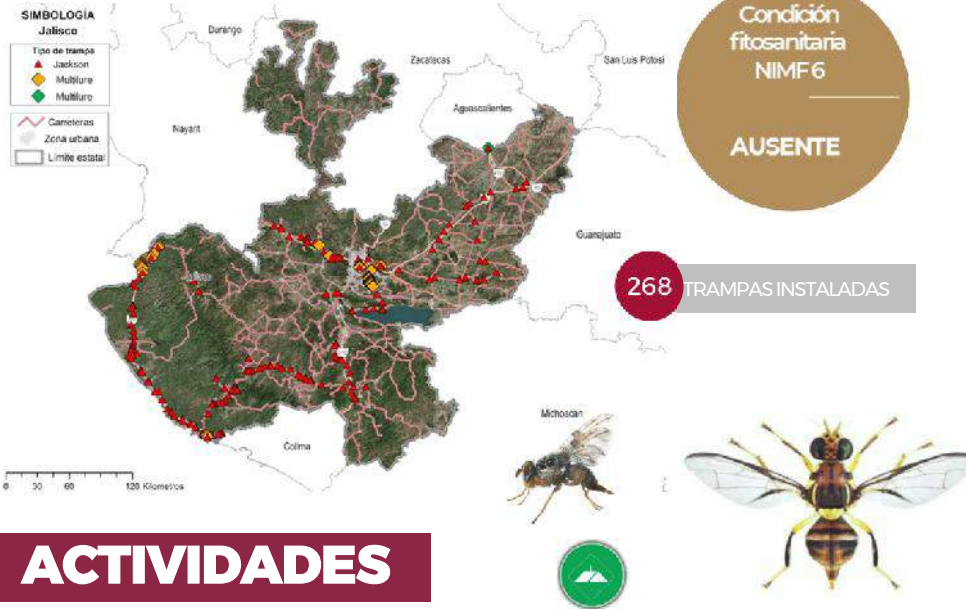 SIMBOLOGÍA
Jalisco
Tipo de trampa
Jackson
Multilure
Multilure
Carreteras
Zona urbana
Límite estatal
Durango
Zacatecas
San Luis Potosí
Nayarit
Aguascalientes
Guanajuato
Michoacán
Colima
0 30 60 120 Kilometros
Condición
fitosanitaria
NIMF 6
AUSENTE
268 TRAMPAS INSTALADAS
ACTIVIDADES